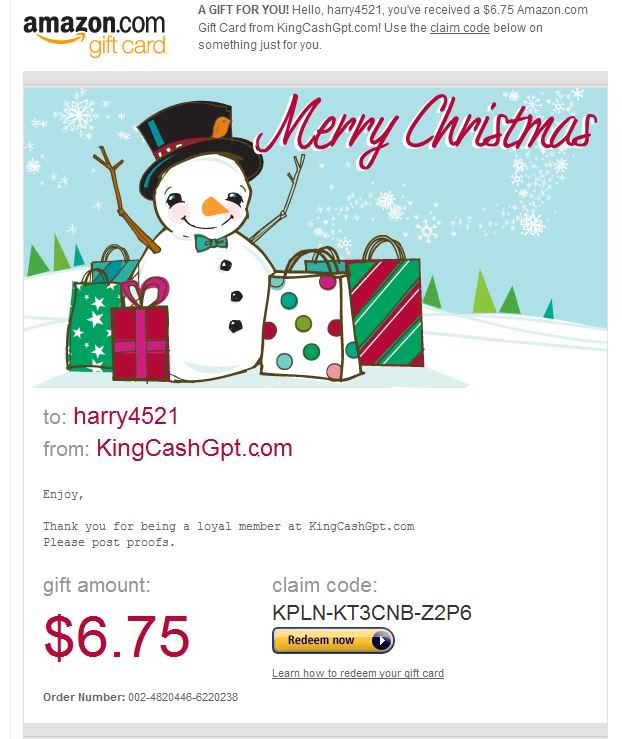 amazon.com
gift card
A GIFT FOR YOU! Hello, harry4521, you've received a $6.75 Amazon.com
Gift Card from KingCashGpt.com! Use the claim code below on
something just for you.
Merry Christmas
to: harry4521
from: KingCashGpt.com
Enjoy,
Thank you for being a loyal member at KingCashGpt.com
Please post proofs.
gift amount:
$6.75
claim code:
KPLN-KT3CNB-Z2P6
Redeem now
Learn how to redeem your gift card
Order Number: 002-4820446-6220238